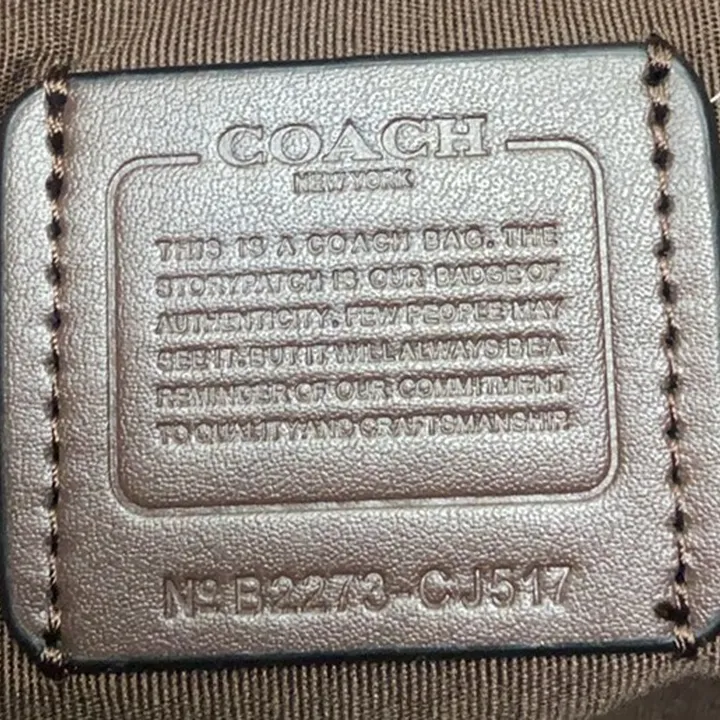 COACH
NEW YORK
THIS IS A COACH BAG. THE
STORYPATCH IS OUR BADGE OF
AUTHENTICITY. FEW PEOPLE MAY
SEE IT. BUT IT WILL ALWAYS BE A
REMINDER OF OUR COMMITMENT
TO QUALITY AND CRAFTSMANSHIP.
Nº B2273-CJ517